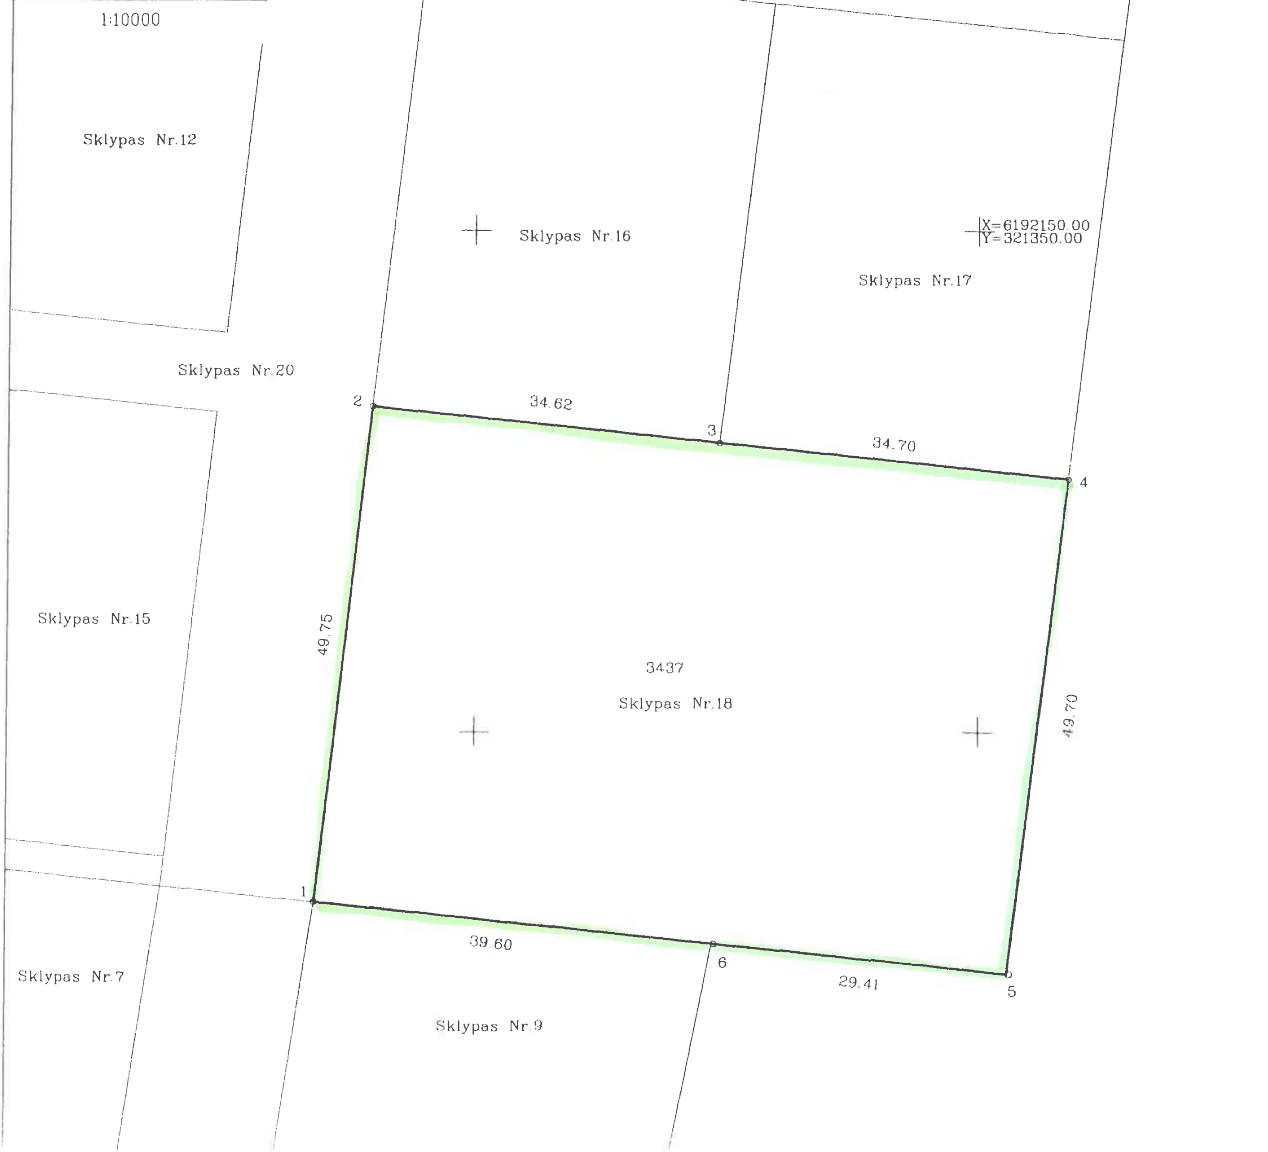 1:10000
Sklypas Nr.12
X=6192150.00
Y=321350.00
Sklypas Nr.16
Sklypas Nr.17
Sklypas Nr.20
2
34.62
3
34.70
4
49.75
Sklypas Nr.15
3437
Sklypas Nr.18
49.70
1
39.60
6
29.41
5
Sklypas Nr.7
Sklypas Nr.9